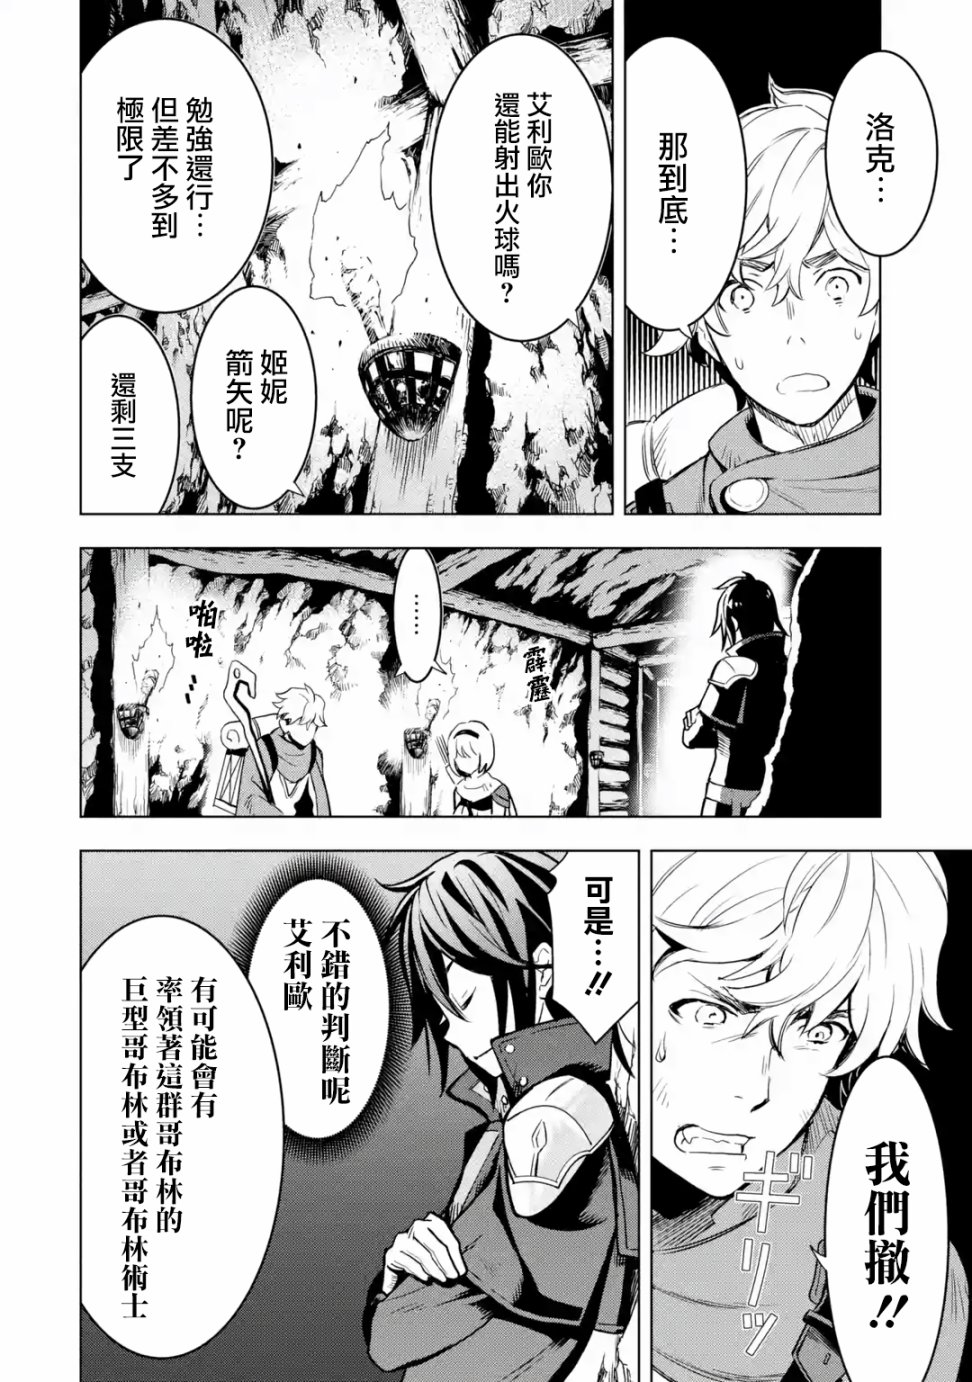 洛克…
那到底…
艾利歐你
還能射出火球嗎?
勉強還行…
但差不多到
極限了
姬妮
箭矢呢?
還剩三支
……
霹靂
啪啦
我們撤!!
ギリッ
可是…!!
不錯的判斷呢
艾利歐
有可能會有
率領著這群哥布林的
巨型哥布林或者哥布林術士